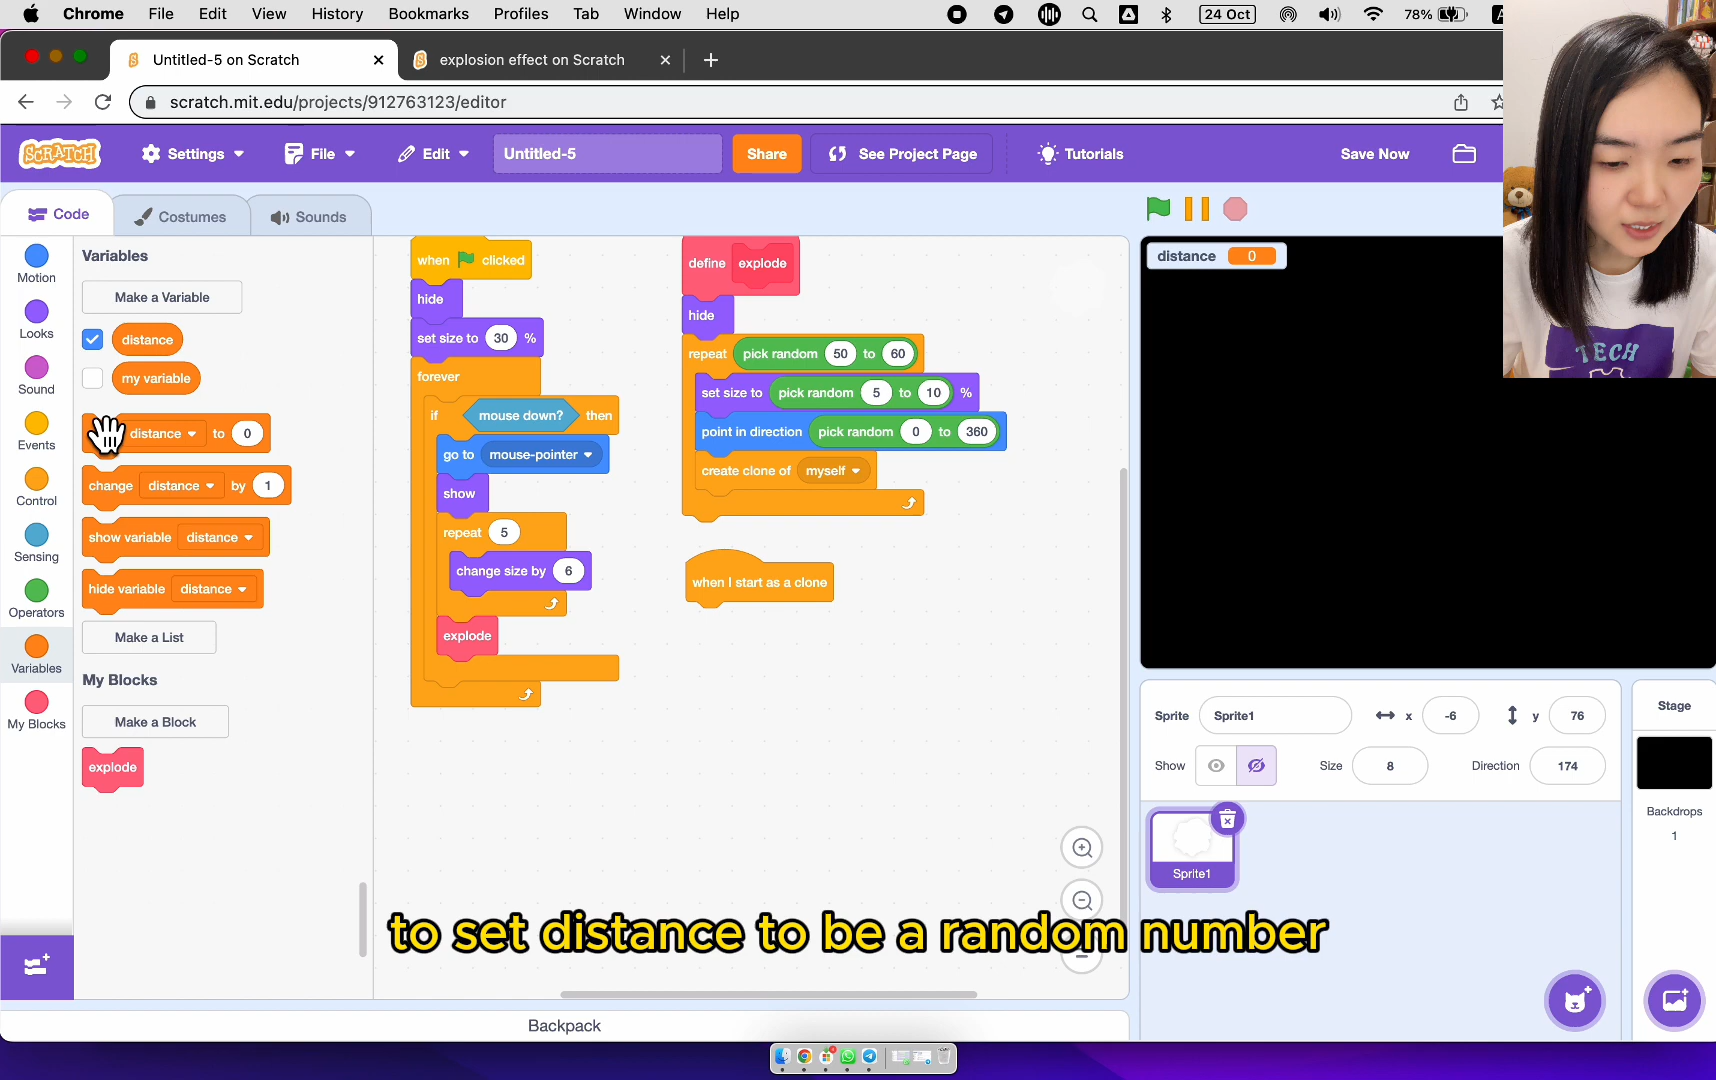 Chrome File Edit View History Bookmarks Profiles Tab Window Help 24 Oct 78%
Untitled-5 on Scratch explosion effect on Scratch
scratch.mit.edu/projects/912763123/editor
SCRATCH Settings File Edit Untitled-5 Share See Project Page Tutorials Save Now
Code Costumes Sounds
Motion
Looks
Sound
Events
Control
Sensing
Operators
Variables
My Blocks
Variables
Make a Variable
distance
my variable
distance to 0
change distance by 1
show variable distance
hide variable distance
Make a List
My Blocks
Make a Block
explode
when clicked
hide
set size to 30 %
forever
if mouse down? then
go to mouse-pointer
show
repeat 5
change size by 6
explode
define explode
hide
repeat pick random 50 to 60
set size to pick random 5 to 10 %
point in direction pick random 0 to 360
create clone of myself
when I start as a clone
distance 0
TECH
Sprite Sprite1 x -6 y 76
Show Size 8 Direction 174
Sprite1
Stage
Backdrops
1
to set distance to be a random number
Backpack